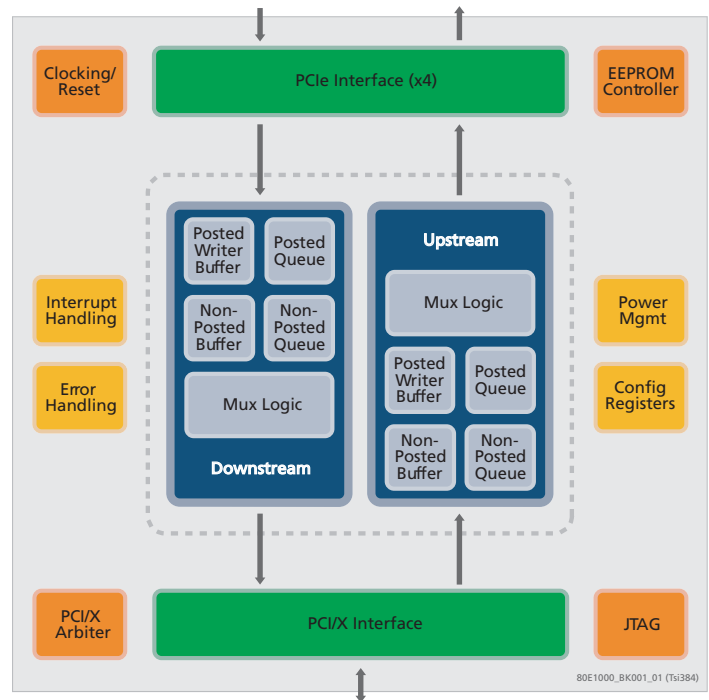 Clocking/
Reset
PCIe Interface (x4)
EEPROM
Controller
Posted
Writer
Buffer
Posted
Queue
Non-
Posted
Buffer
Non-
Posted
Queue
Mux Logic
Downstream
Upstream
Mux Logic
Posted
Writer
Buffer
Posted
Queue
Non-
Posted
Buffer
Non-
Posted
Queue
Interrupt
Handling
Error
Handling
Power
Mgmt
Config
Registers
PCI/X
Arbiter
PCI/X Interface
JTAG
80E1000_BK001_01 (Tsi384)